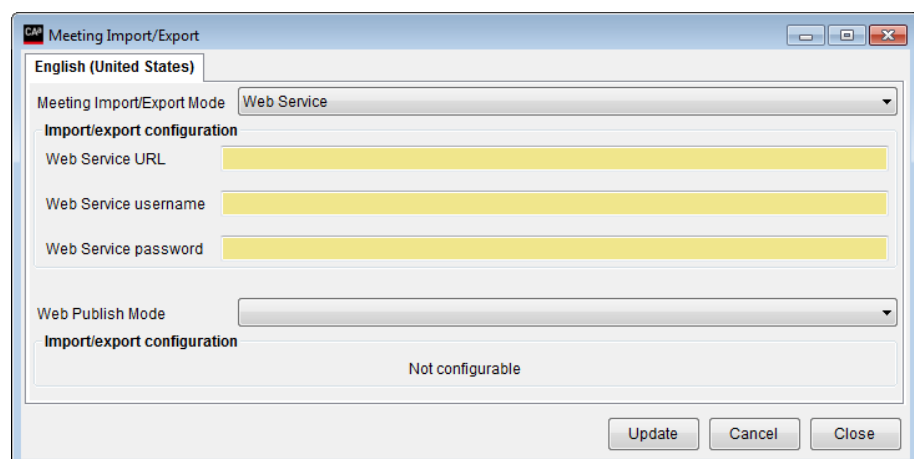 CAa Meeting Import/Export
English (United States)
Meeting Import/Export Mode Web Service
Import/export configuration
Web Service URL
Web Service username
Web Service password
Web Publish Mode
Import/export configuration
Not configurable
Update Cancel Close